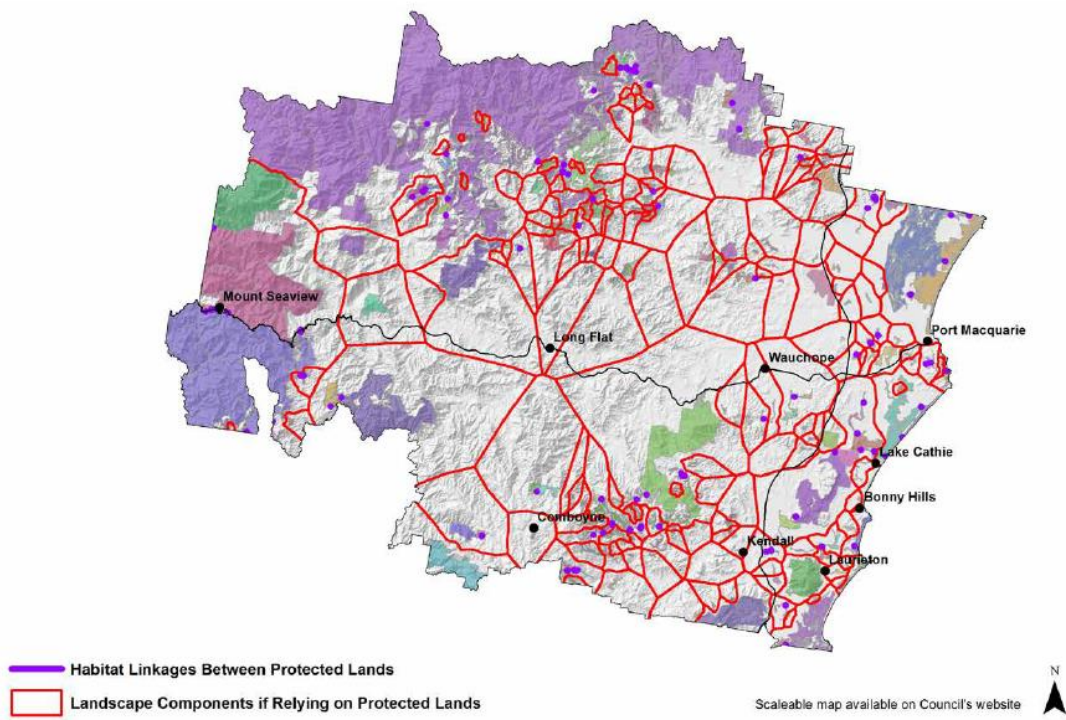 Mount Seaview
Long Flat
Port Macquarie
Wauchope
Lake Cathie
Bonny Hills
Comboyne
Kendall
Laurieton
Habitat Linkages Between Protected Lands
Landscape Components if Relying on Protected Lands
Scaleable map available on Council's website
N